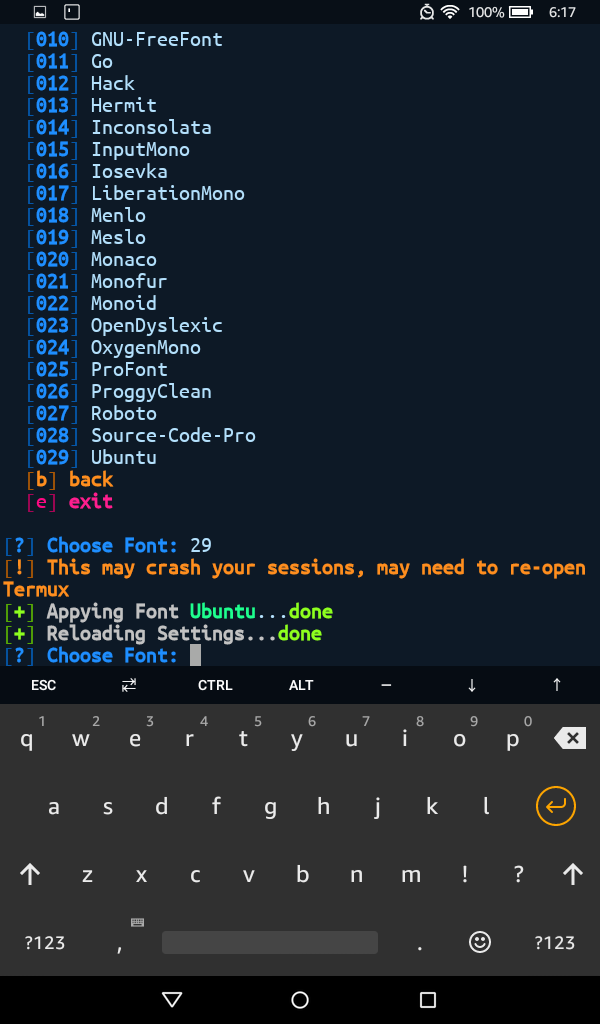 100% 6:17
[010] GNU-FreeFont
[011] Go
[012] Hack
[013] Hermit
[014] Inconsolata
[015] InputMono
[016] Iosevka
[017] LiberationMono
[018] Menlo
[019] Meslo
[020] Monaco
[021] Monofur
[022] Monoid
[023] OpenDyslexic
[024] OxygenMono
[025] ProFont
[026] ProggyClean
[027] Roboto
[028] Source-Code-Pro
[029] Ubuntu
[b] back
[e] exit
[?] Choose Font: 29
[!] This may crash your sessions, may need to re-open
Termux
[+] Appying Font Ubuntu...done
[+] Reloading Settings...done
[?] Choose Font:
ESC ⇄ CTRL ALT — ↓ ↑
1 2 3 4 5 6 7 8 9 0
q w e r t y u i o p
a s d f g h j k l
z x c v b n m ! ?
?123 , . ?123